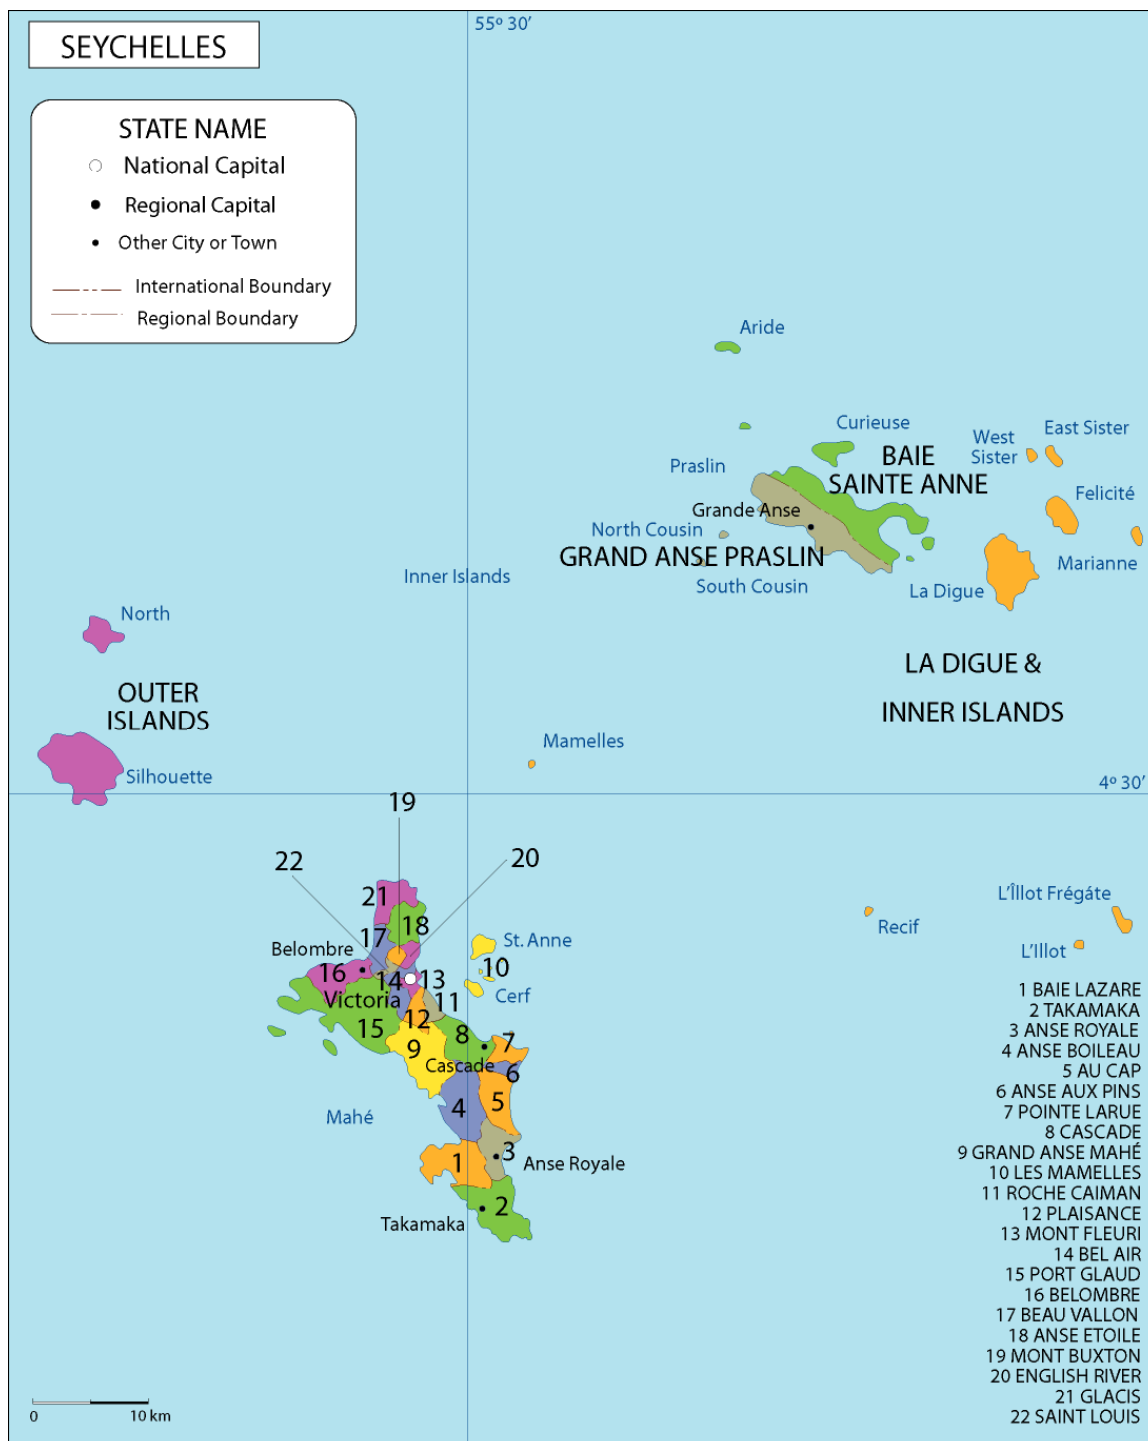 SEYCHELLES
55º 30′
STATE NAME
National Capital
Regional Capital
Other City or Town
International Boundary
Regional Boundary
Aride
Curieuse
West
Sister
East Sister
BAIE
SAINTE ANNE
Praslin
Felicité
Grande Anse
North Cousin
GRAND ANSE PRASLIN
Marianne
South Cousin
La Digue
Inner Islands
North
LA DIGUE &
INNER ISLANDS
OUTER
ISLANDS
Mamelles
Silhouette
4º 30′
19
22
20
21
18
17
L'Îllot Frégáte
Recif
L'Illot
St. Anne
Belombre
10
16
14
13
Cerf
Victoria
11
12
15
8
7
9
Cascade
6
5
4
Mahé
3
1
Anse Royale
2
Takamaka
1 BAIE LAZARE
2 TAKAMAKA
3 ANSE ROYALE
4 ANSE BOILEAU
5 AU CAP
6 ANSE AUX PINS
7 POINTE LARUE
8 CASCADE
9 GRAND ANSE MAHÉ
10 LES MAMELLES
11 ROCHE CAIMAN
12 PLAISANCE
13 MONT FLEURI
14 BEL AIR
15 PORT GLAUD
16 BELOMBRE
17 BEAU VALLON
18 ANSE ETOILE
19 MONT BUXTON
20 ENGLISH RIVER
21 GLACIS
22 SAINT LOUIS
0 10 km